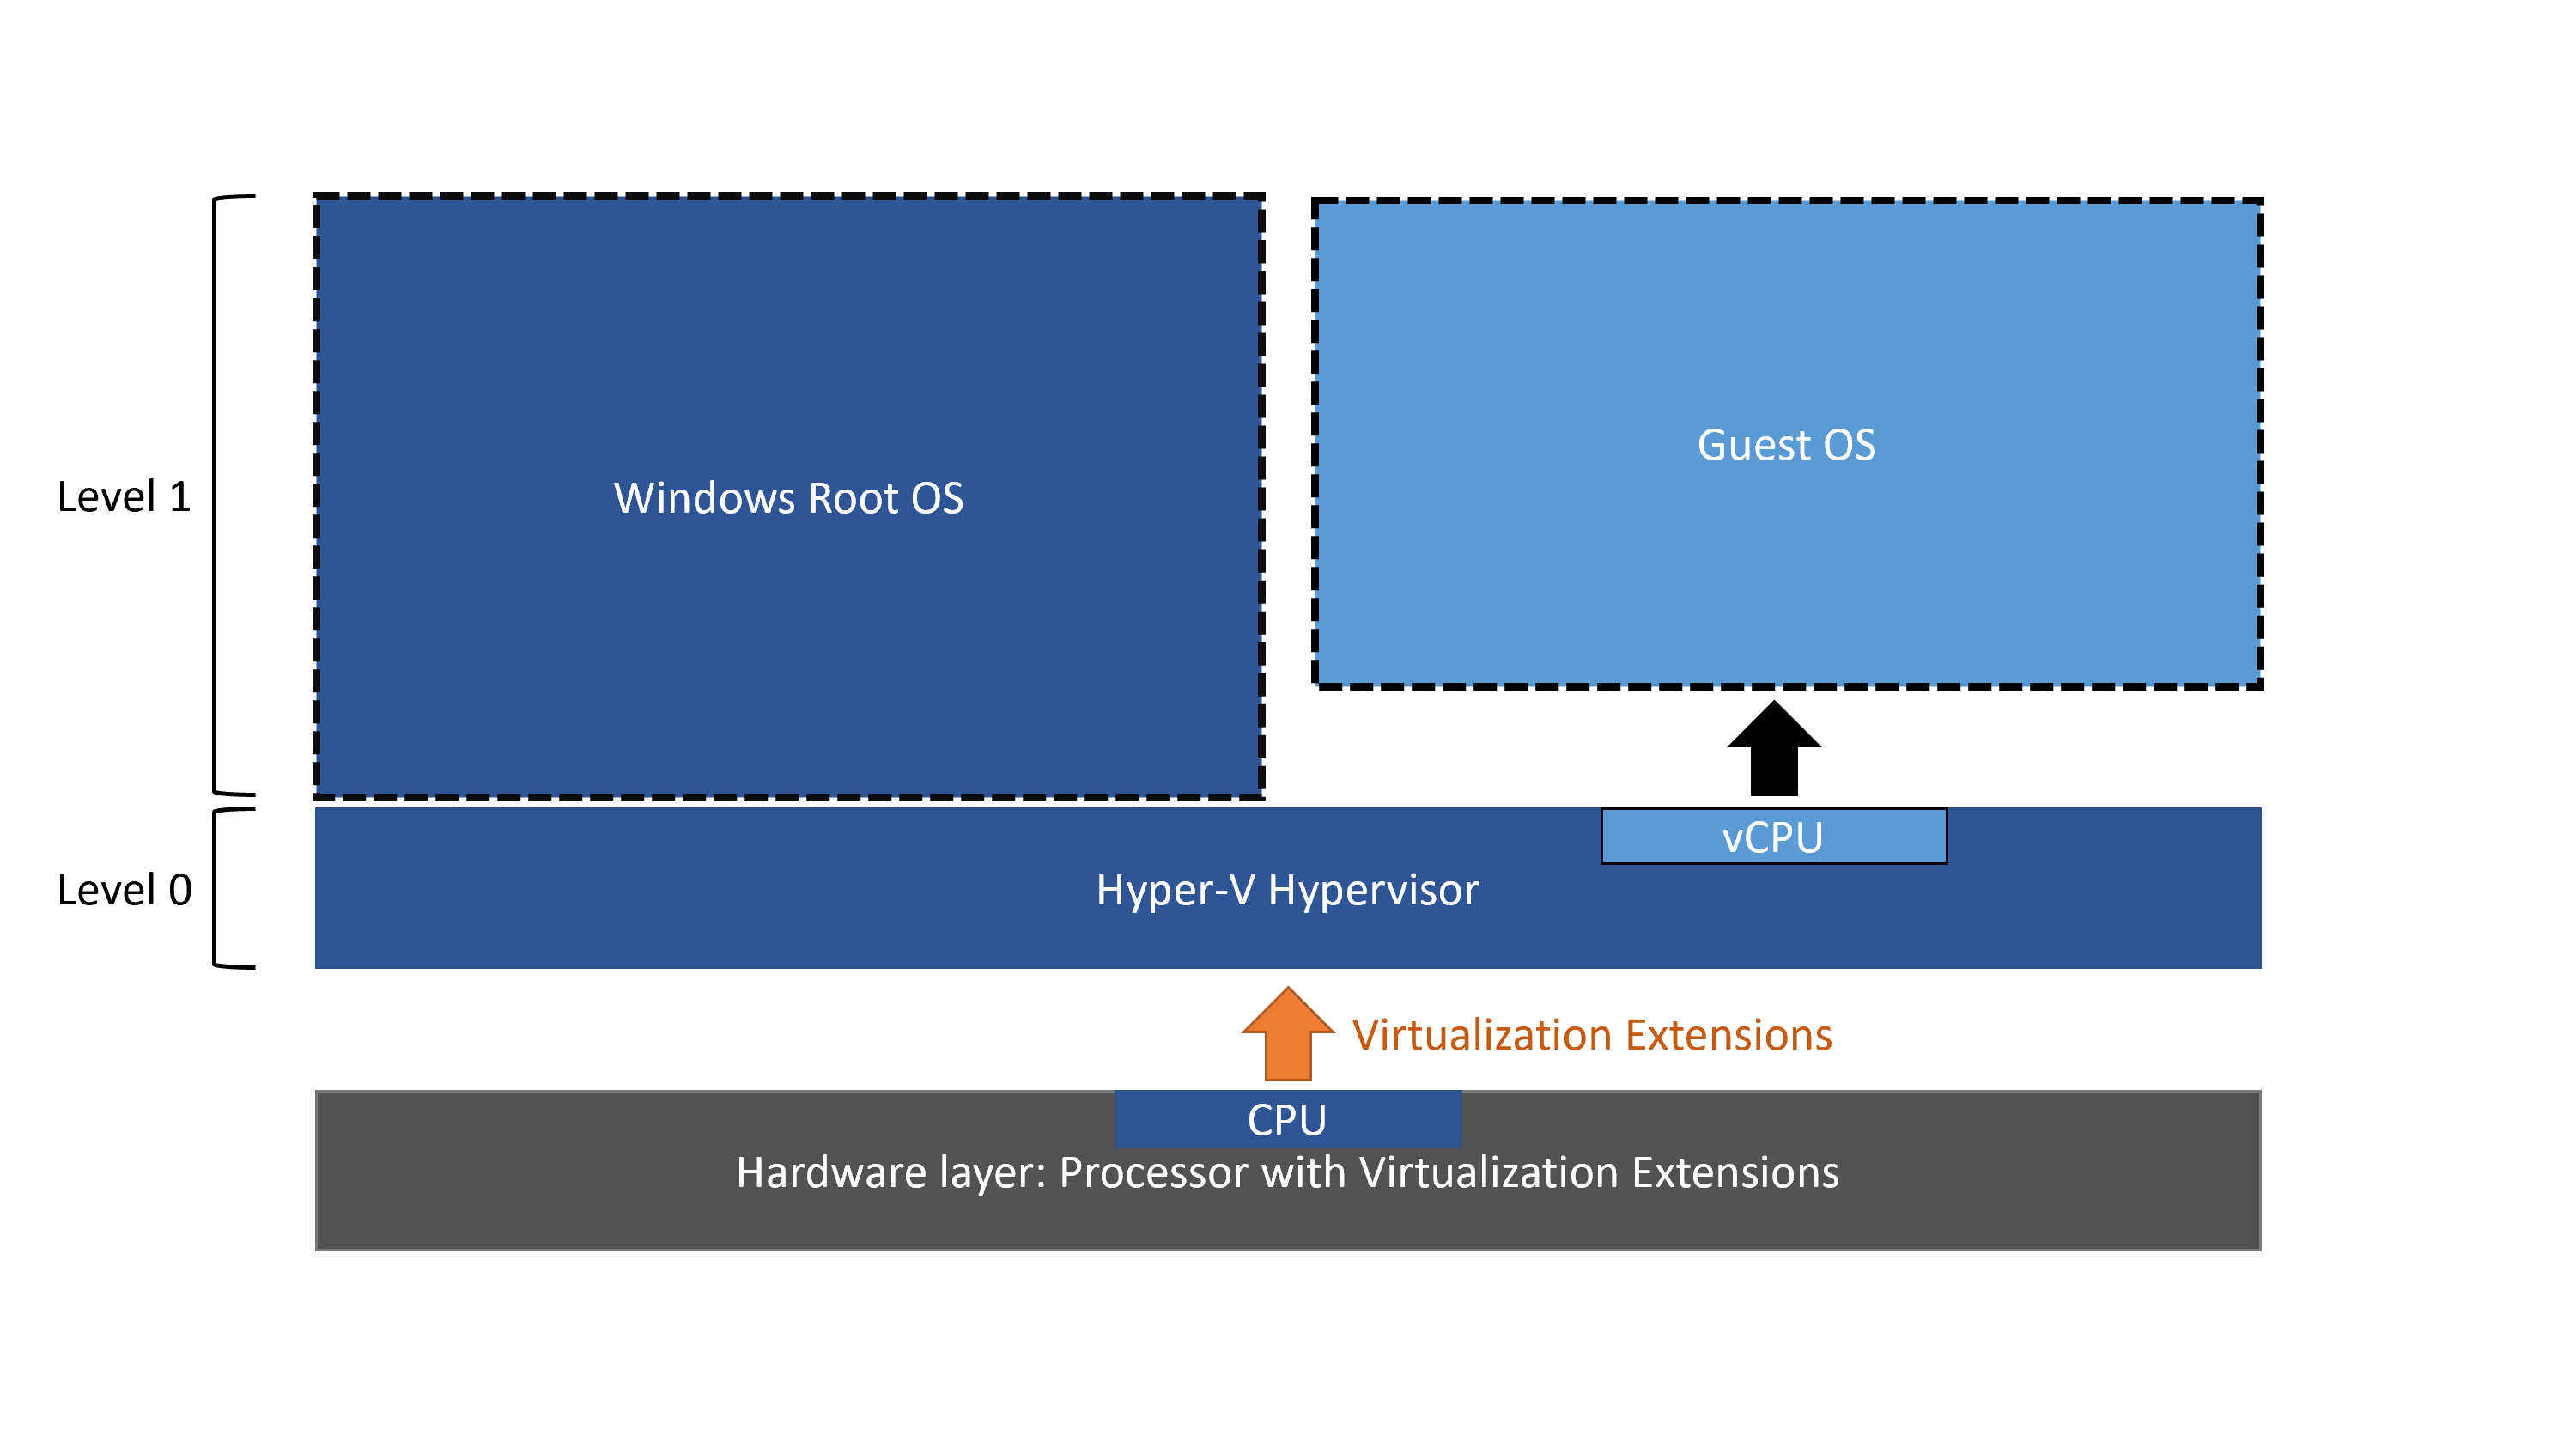 Level 1
Windows Root OS
Guest OS
Level 0
vCPU
Hyper-V Hypervisor
Virtualization Extensions
CPU
Hardware layer: Processor with Virtualization Extensions